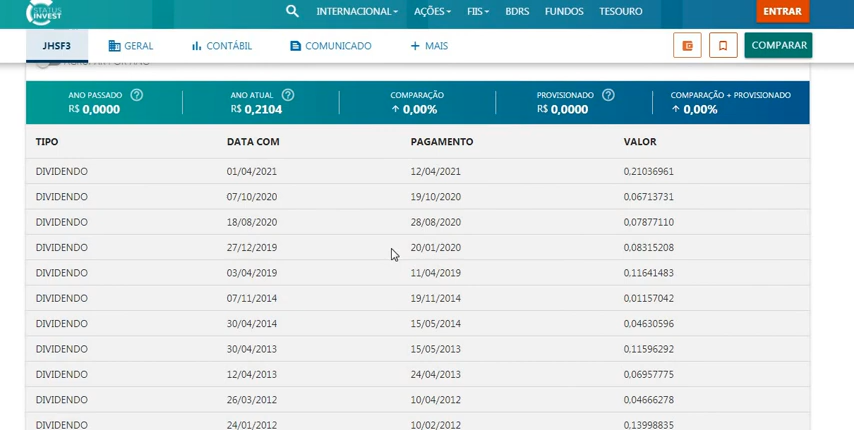 STATUS
INVEST
INTERNACIONAL AÇÕES FIIS BDRS FUNDOS TESOURO ENTRAR
JHSF3 GERAL CONTÁBIL COMUNICADO + MAIS COMPARAR
AGRUPAR POR ANO
ANO PASSADO ? ANO ATUAL ? COMPARAÇÃO PROVISIONADO ? COMPARAÇÃO + PROVISIONADO
R$ 0,0000 R$ 0,2104 ↑ 0,00% R$ 0,0000 ↑ 0,00%
TIPO DATA COM PAGAMENTO VALOR
DIVIDENDO 01/04/2021 12/04/2021 0,21036961
DIVIDENDO 07/10/2020 19/10/2020 0,06713731
DIVIDENDO 18/08/2020 28/08/2020 0,07877110
DIVIDENDO 27/12/2019 20/01/2020 0,08315208
DIVIDENDO 03/04/2019 11/04/2019 0,11641483
DIVIDENDO 07/11/2014 19/11/2014 0,01157042
DIVIDENDO 30/04/2014 15/05/2014 0,04630596
DIVIDENDO 30/04/2013 15/05/2013 0,11596292
DIVIDENDO 12/04/2013 24/04/2013 0,06957775
DIVIDENDO 26/03/2012 10/04/2012 0,04666278
DIVIDENDO 24/01/2012 10/02/2012 0,13998835